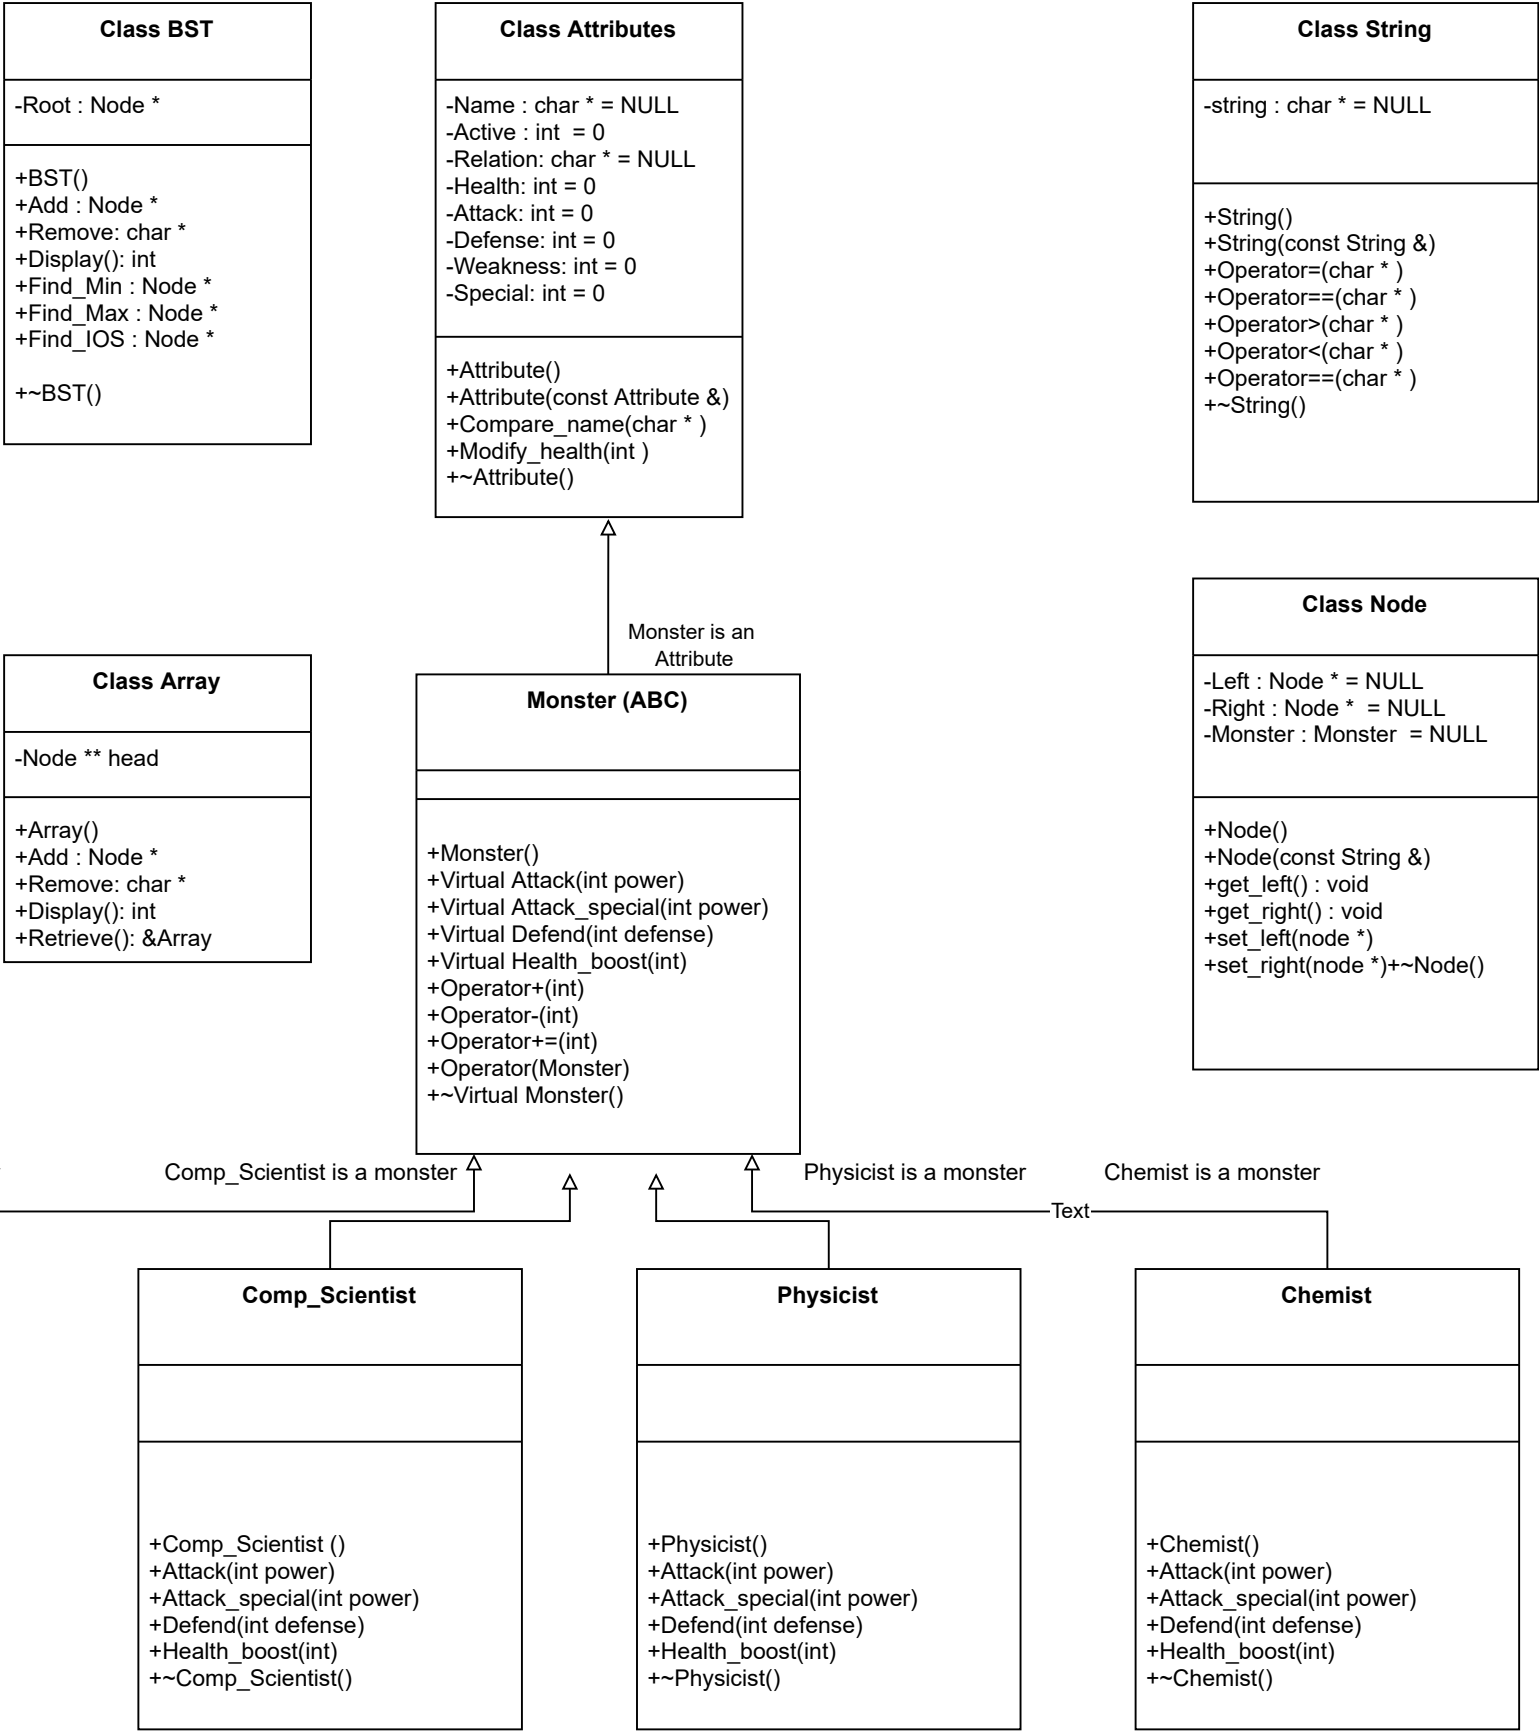 Class BST
-Root : Node *
+BST()
+Add : Node *
+Remove: char *
+Display(): int
+Find_Min : Node *
+Find_Max : Node *
+Find_IOS : Node *
+~BST()
Class Attributes
-Name : char * = NULL
-Active : int  = 0
-Relation: char * = NULL
-Health: int = 0
-Attack: int = 0
-Defense: int = 0
-Weakness: int = 0
-Special: int = 0
+Attribute()
+Attribute(const Attribute &)
+Compare_name(char * )
+Modify_health(int )
+~Attribute()
Class String
-string : char * = NULL
+String()
+String(const String &)
+Operator=(char * )
+Operator==(char * )
+Operator>(char * )
+Operator<(char * )
+Operator==(char * )
+~String()
Monster is an
Attribute
Class Array
-Node ** head
+Array()
+Add : Node *
+Remove: char *
+Display(): int
+Retrieve(): &Array
Monster (ABC)
+Monster()
+Virtual Attack(int power)
+Virtual Attack_special(int power)
+Virtual Defend(int defense)
+Virtual Health_boost(int)
+Operator+(int)
+Operator-(int)
+Operator+=(int)
+Operator(Monster)
+~Virtual Monster()
Class Node
-Left : Node * = NULL
-Right : Node *  = NULL
-Monster : Monster  = NULL
+Node()
+Node(const String &)
+get_left() : void
+get_right() : void
+set_left(node *)
+set_right(node *)+~Node()
Comp_Scientist is a monster
Physicist is a monster
Chemist is a monster
Text
Comp_Scientist
+Comp_Scientist ()
+Attack(int power)
+Attack_special(int power)
+Defend(int defense)
+Health_boost(int)
+~Comp_Scientist()
Physicist
+Physicist()
+Attack(int power)
+Attack_special(int power)
+Defend(int defense)
+Health_boost(int)
+~Physicist()
Chemist
+Chemist()
+Attack(int power)
+Attack_special(int power)
+Defend(int defense)
+Health_boost(int)
+~Chemist()